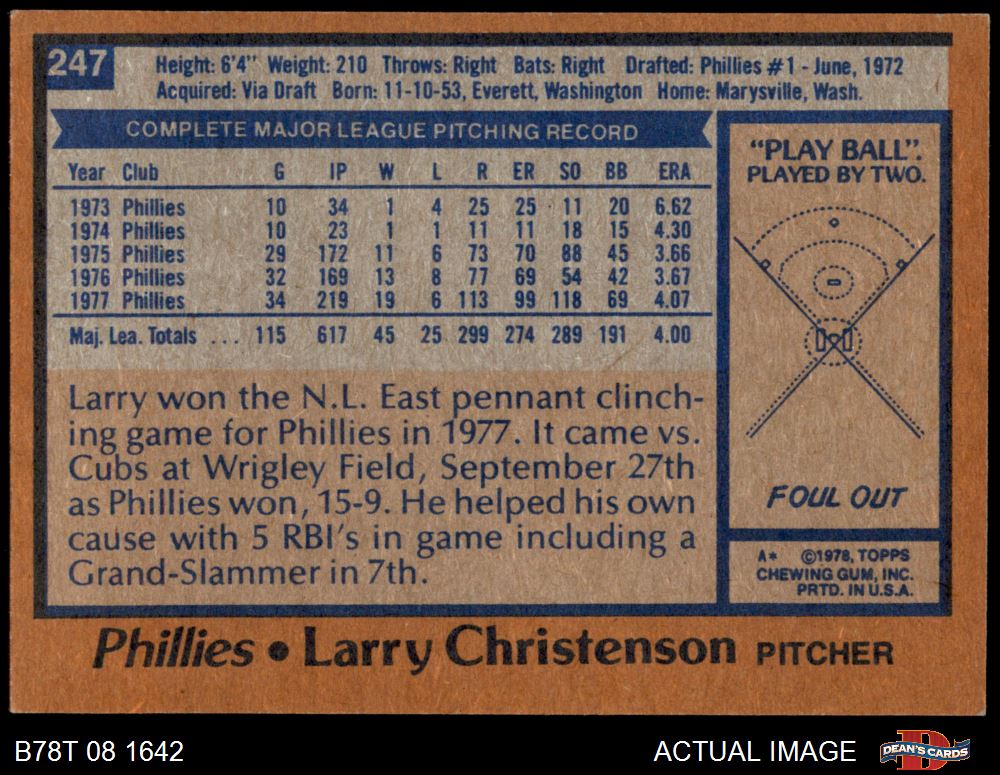 247
Height: 6'4" Weight: 210 Throws: Right Bats: Right Drafted: Phillies #1 - June, 1972
Acquired: Via Draft Born: 11-10-53, Everett, Washington Home: Marysville, Wash.
COMPLETE MAJOR LEAGUE PITCHING RECORD
Year Club G IP W L R ER SO BB ERA
1973 Phillies 10 34 1 4 25 25 11 20 6.62
1974 Phillies 10 23 1 1 11 11 18 15 4.30
1975 Phillies 29 172 11 6 73 70 88 45 3.66
1976 Phillies 32 169 13 8 77 69 54 42 3.67
1977 Phillies 34 219 19 6 113 99 118 69 4.07
Maj. Lea. Totals ... 115 617 45 25 299 274 289 191 4.00
Larry won the N.L. East pennant clinch-
ing game for Phillies in 1977. It came vs.
Cubs at Wrigley Field, September 27th
as Phillies won, 15-9. He helped his own
cause with 5 RBI's in game including a
Grand-Slammer in 7th.
"PLAY BALL".
PLAYED BY TWO.
FOUL OUT
A* ©1978, TOPPS
CHEWING GUM, INC.
PRTD. IN U.S.A.
Phillies • Larry Christenson PITCHER
B78T 08 1642
ACTUAL IMAGE
D
DEAN'S CARDS